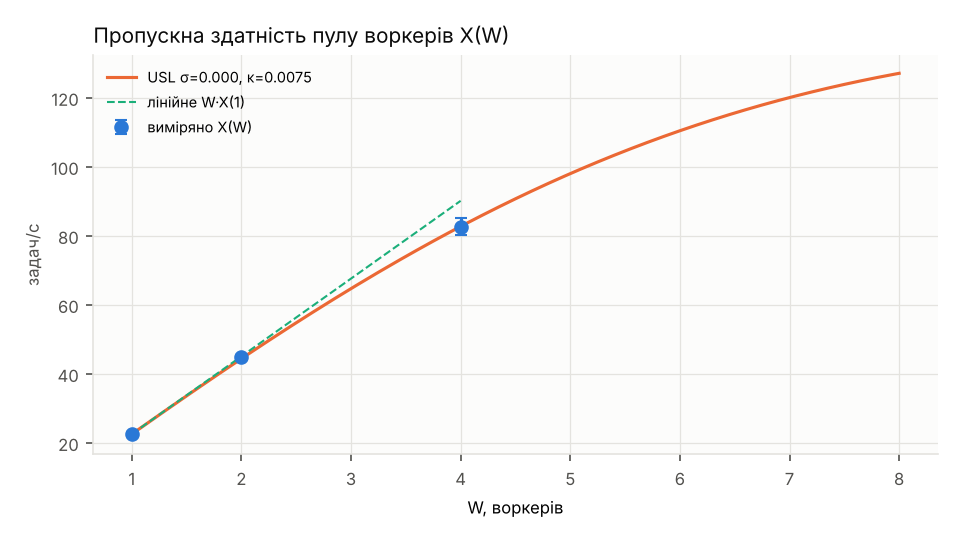 Пропускна здатність пулу воркерів X(W)
USL σ=0.000, κ=0.0075
лінійне W·X(1)
виміряно X(W)
задач/с
120
100
80
60
40
20
1 2 3 4 5 6 7 8
W, воркерів